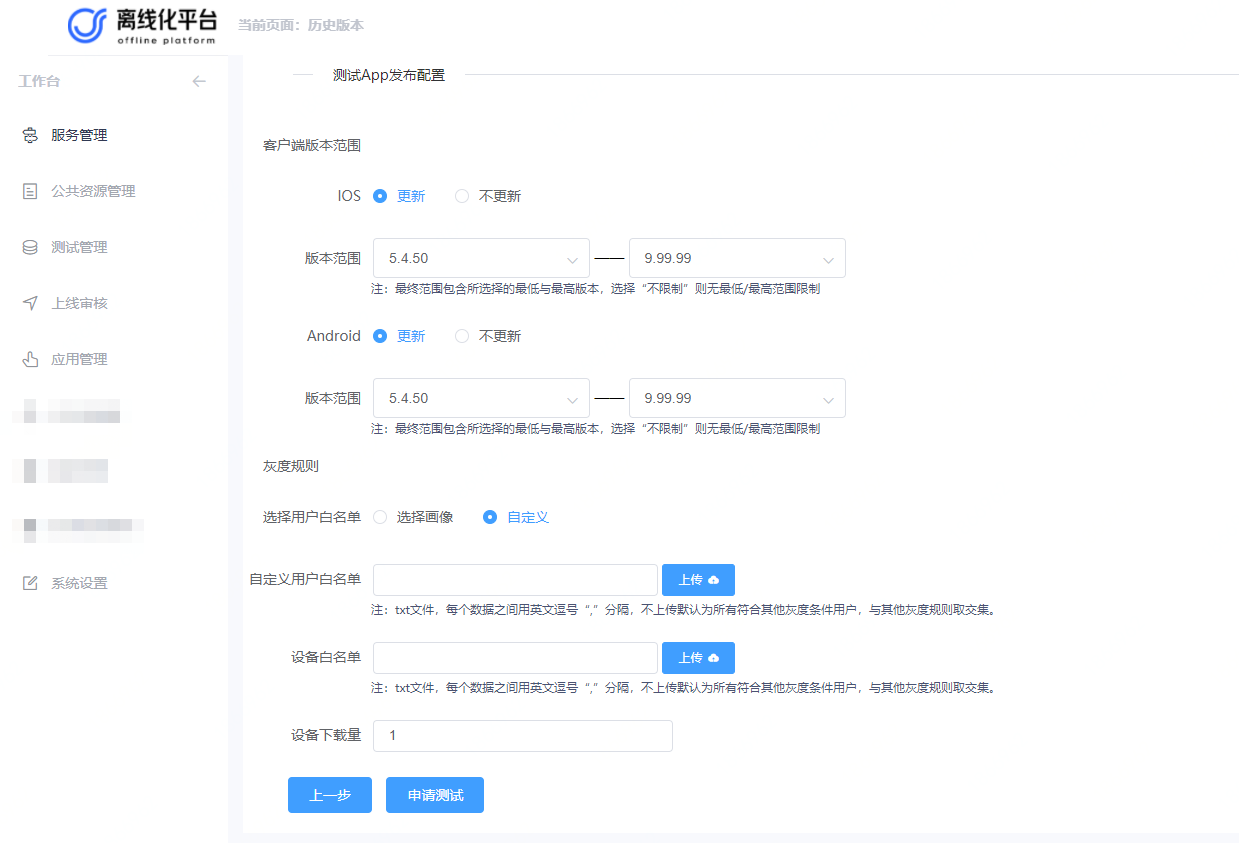 离线化平台
offline platform
当前页面：历史版本
工作台
服务管理
公共资源管理
测试管理
上线审核
应用管理
系统设置
测试App发布配置
客户端版本范围
IOS 更新 不更新
版本范围 5.4.50 —— 9.99.99
注：最终范围包含所选择的最低与最高版本，选择“不限制”则无最低/最高范围限制
Android 更新 不更新
版本范围 5.4.50 —— 9.99.99
注：最终范围包含所选择的最低与最高版本，选择“不限制”则无最低/最高范围限制
灰度规则
选择用户白名单 选择画像 自定义
自定义用户白名单 上传
注：txt文件，每个数据之间用英文逗号“,”分隔，不上传默认为所有符合其他灰度条件用户，与其他灰度规则取交集。
设备白名单 上传
注：txt文件，每个数据之间用英文逗号“,”分隔，不上传默认为所有符合其他灰度条件用户，与其他灰度规则取交集。
设备下载量 1
上一步 申请测试